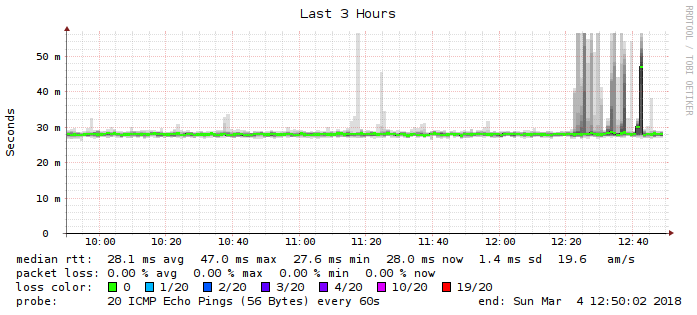 Last 3 Hours
RRDTOOL / TOBI OETIKER
Seconds
50 m
40 m
30 m
20 m
10 m
0
10:00 10:20 10:40 11:00 11:20 11:40 12:00 12:20 12:40
median rtt: 28.1 ms avg 47.0 ms max 27.6 ms min 28.0 ms now 1.4 ms sd 19.6 am/s
packet loss: 0.00 % avg 0.00 % max 0.00 % min 0.00 % now
loss color: 0 1/20 2/20 3/20 4/20 10/20 19/20
probe: 20 ICMP Echo Pings (56 Bytes) every 60s end: Sun Mar 4 12:50:02 2018